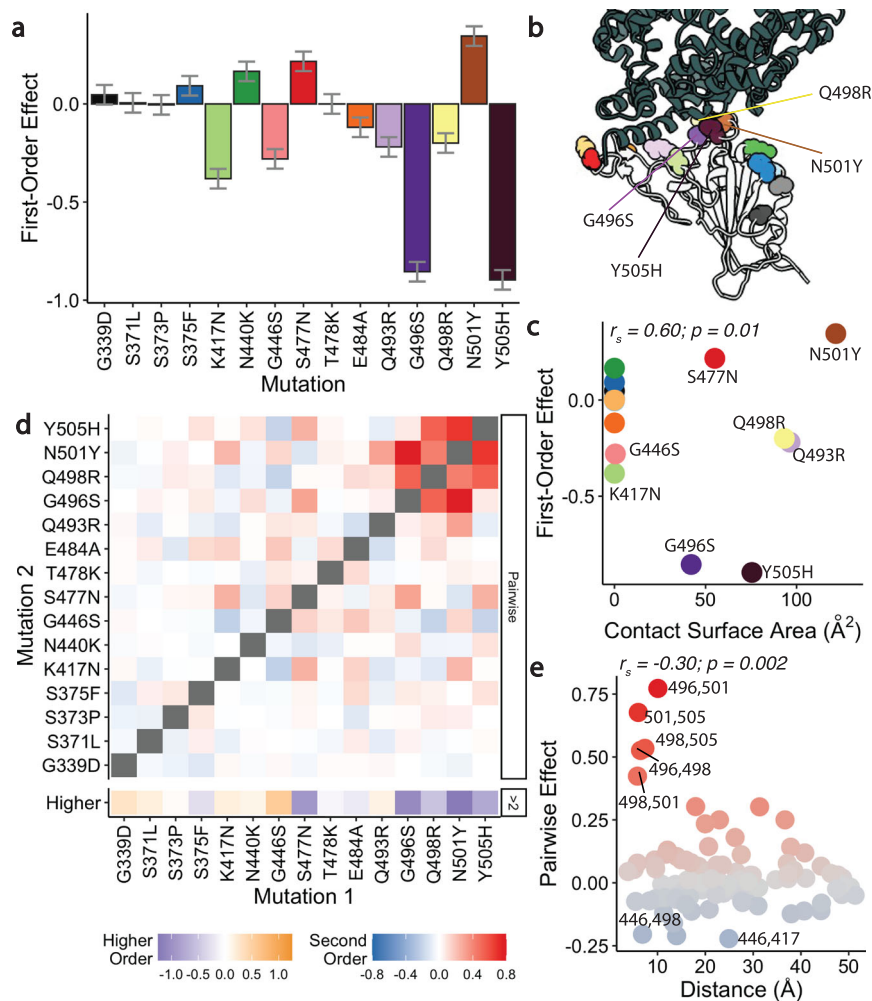 a
First-Order Effect
0.0
-0.5
-1.0
G339D
S371L
S373P
S375F
K417N
N440K
G446S
S477N
T478K
E484A
Q493R
G496S
Q498R
N501Y
Y505H
Mutation
b
Q498R
N501Y
G496S
Y505H
c
rs = 0.60; p = 0.01
First-Order Effect
0.0
-0.5
N501Y
S477N
Q498R
Q493R
G446S
K417N
G496S
Y505H
0
50
100
Contact Surface Area (Å2)
d
Mutation 2
Y505H
N501Y
Q498R
G496S
Q493R
E484A
T478K
S477N
G446S
N440K
K417N
S375F
S373P
S371L
G339D
Higher
Pairwise
>2
G339D
S371L
S373P
S375F
K417N
N440K
G446S
S477N
T478K
E484A
Q493R
G496S
Q498R
N501Y
Y505H
Mutation 1
Higher
Order
-1.0 -0.5 0.0 0.5 1.0
Second
Order
-0.8 -0.4 0.0 0.4 0.8
e
rs = -0.30; p = 0.002
Pairwise Effect
0.75
0.50
0.25
0.00
-0.25
496,501
501,505
498,505
496,498
498,501
446,498
446,417
10 20 30 40 50
Distance (Å)